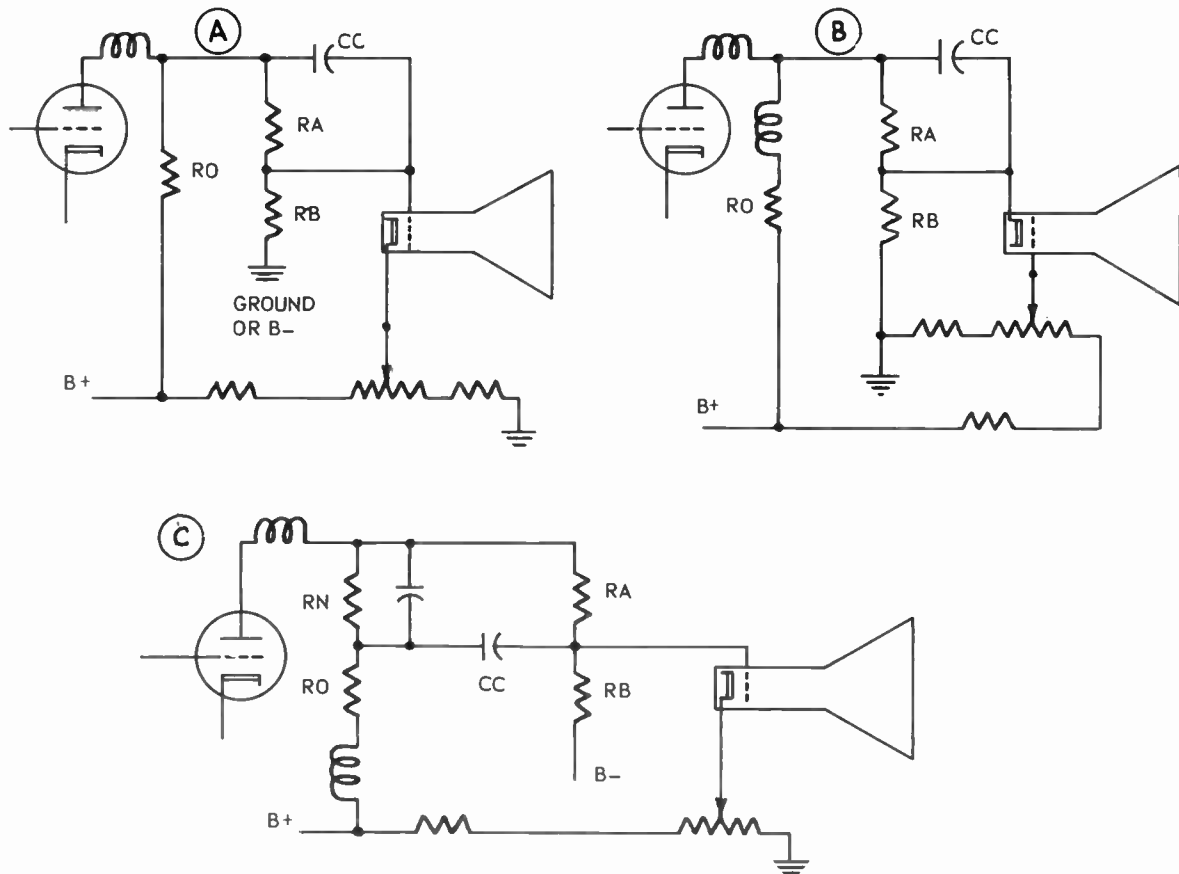 A
CC
RA
RO
RB
GROUND
OR B-
B+
B
CC
RA
RO
RB
B+
C
RN
RA
RO
CC
RB
B-
B+